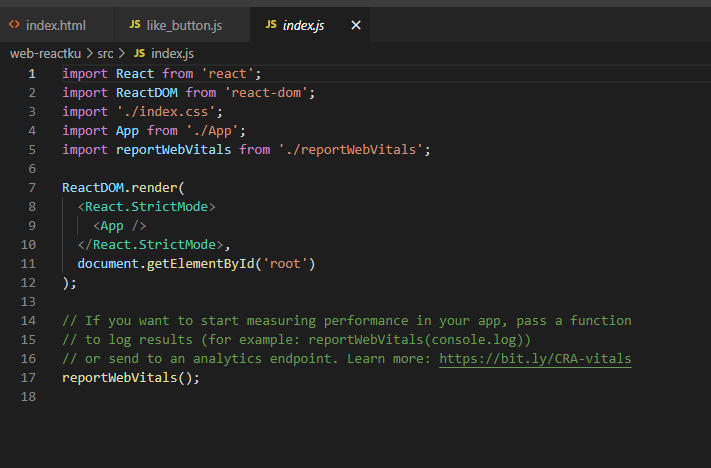 <> index.html JS like_button.js JS index.js ×
web-reactku > src > JS index.js
1 import React from 'react';
2 import ReactDOM from 'react-dom';
3 import './index.css';
4 import App from './App';
5 import reportWebVitals from './reportWebVitals';
6
7 ReactDOM.render(
8   <React.StrictMode>
9     <App />
10   </React.StrictMode>,
11   document.getElementById('root')
12 );
13
14 // If you want to start measuring performance in your app, pass a function
15 // to log results (for example: reportWebVitals(console.log))
16 // or send to an analytics endpoint. Learn more: https://bit.ly/CRA-vitals
17 reportWebVitals();
18